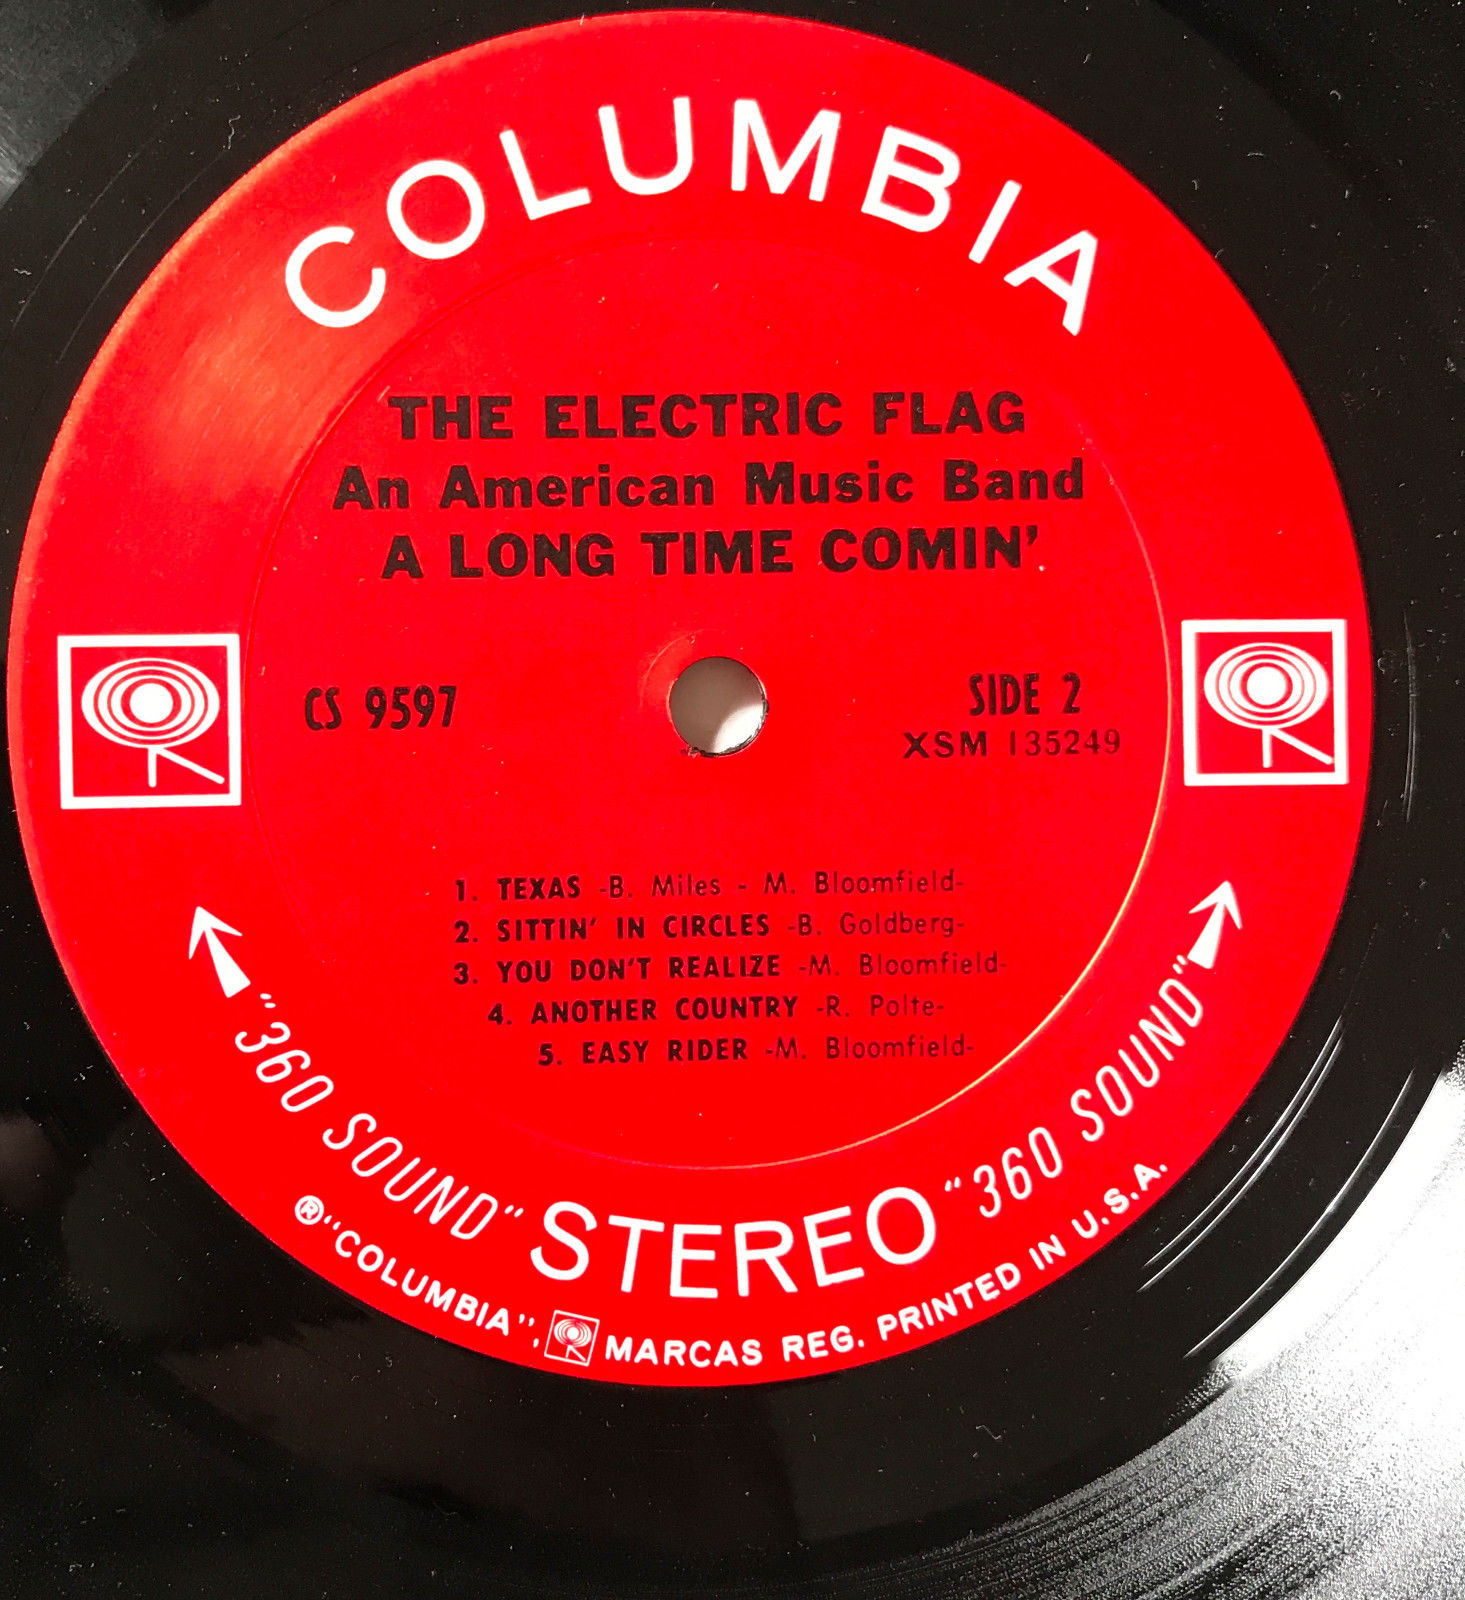 COLUMBIA
THE ELECTRIC FLAG
An American Music Band
A LONG TIME COMIN'
CS 9597
SIDE 2
XSM 135249
1. TEXAS -B. Miles - M. Bloomfield-
2. SITTIN' IN CIRCLES -B. Goldberg-
3. YOU DON'T REALIZE -M. Bloomfield-
4. ANOTHER COUNTRY -R. Polte-
5. EASY RIDER -M. Bloomfield-
"360 SOUND" STEREO "360 SOUND"
® "COLUMBIA", MARCAS REG. PRINTED IN U.S.A.